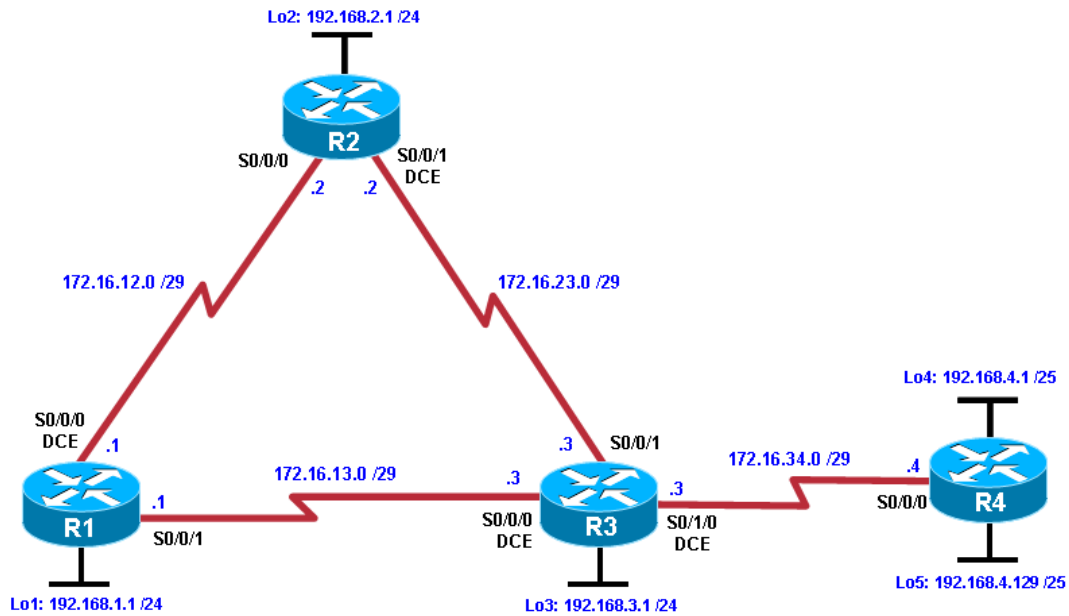 Lo2: 192.168.2.1 /24
R2
S0/0/0
S0/0/1
DCE
.2
.2
172.16.12.0 /29
172.16.23.0 /29
S0/0/0
DCE
.1
.3
S0/0/1
172.16.13.0 /29
.3
172.16.34.0 /29
Lo4: 192.168.4.1 /25
.4
.1
R1
S0/0/1
S0/0/0
DCE
R3
.3
S0/1/0
DCE
S0/0/0
R4
Lo1: 192.168.1.1 /24
Lo3: 192.168.3.1 /24
Lo5: 192.168.4.129 /25